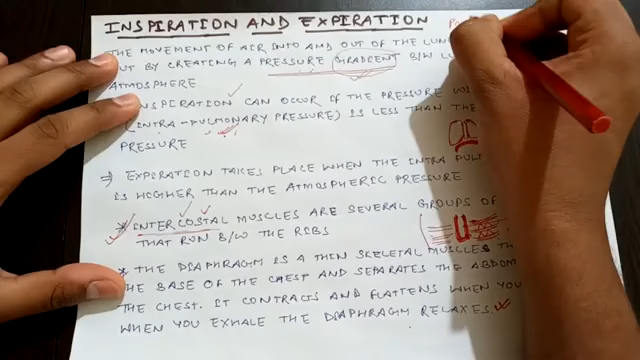 INSPIRATION AND EXPIRATION
THE MOVEMENT OF AIR INTO AND OUT OF THE LUN
OUT BY CREATING A PRESSURE GRADIENT B/W
ATMOSPHERE
INSPIRATION CAN OCCUR IF THE PRESSURE WI
(INTRA-PULMONARY PRESSURE) IS LESS THAN THE
PRESSURE
⇒ EXPIRATION TAKES PLACE WHEN THE INTRA PUL
IS HIGHER THAN THE ATMOSPHERIC PRESSURE
* INTERCOSTAL MUSCLES ARE SEVERAL GROUPS OF
THAT RUN B/W THE RIBS
* THE DIAPHRAGM IS A THIN SKELETAL MUSCLES TH
THE BASE OF THE CHEST AND SEPARATES THE ABDOM
THE CHEST. IT CONTRACTS AND FLATTENS WHEN YOU
WHEN YOU EXHALE THE DIAPHRAGM RELAXES.